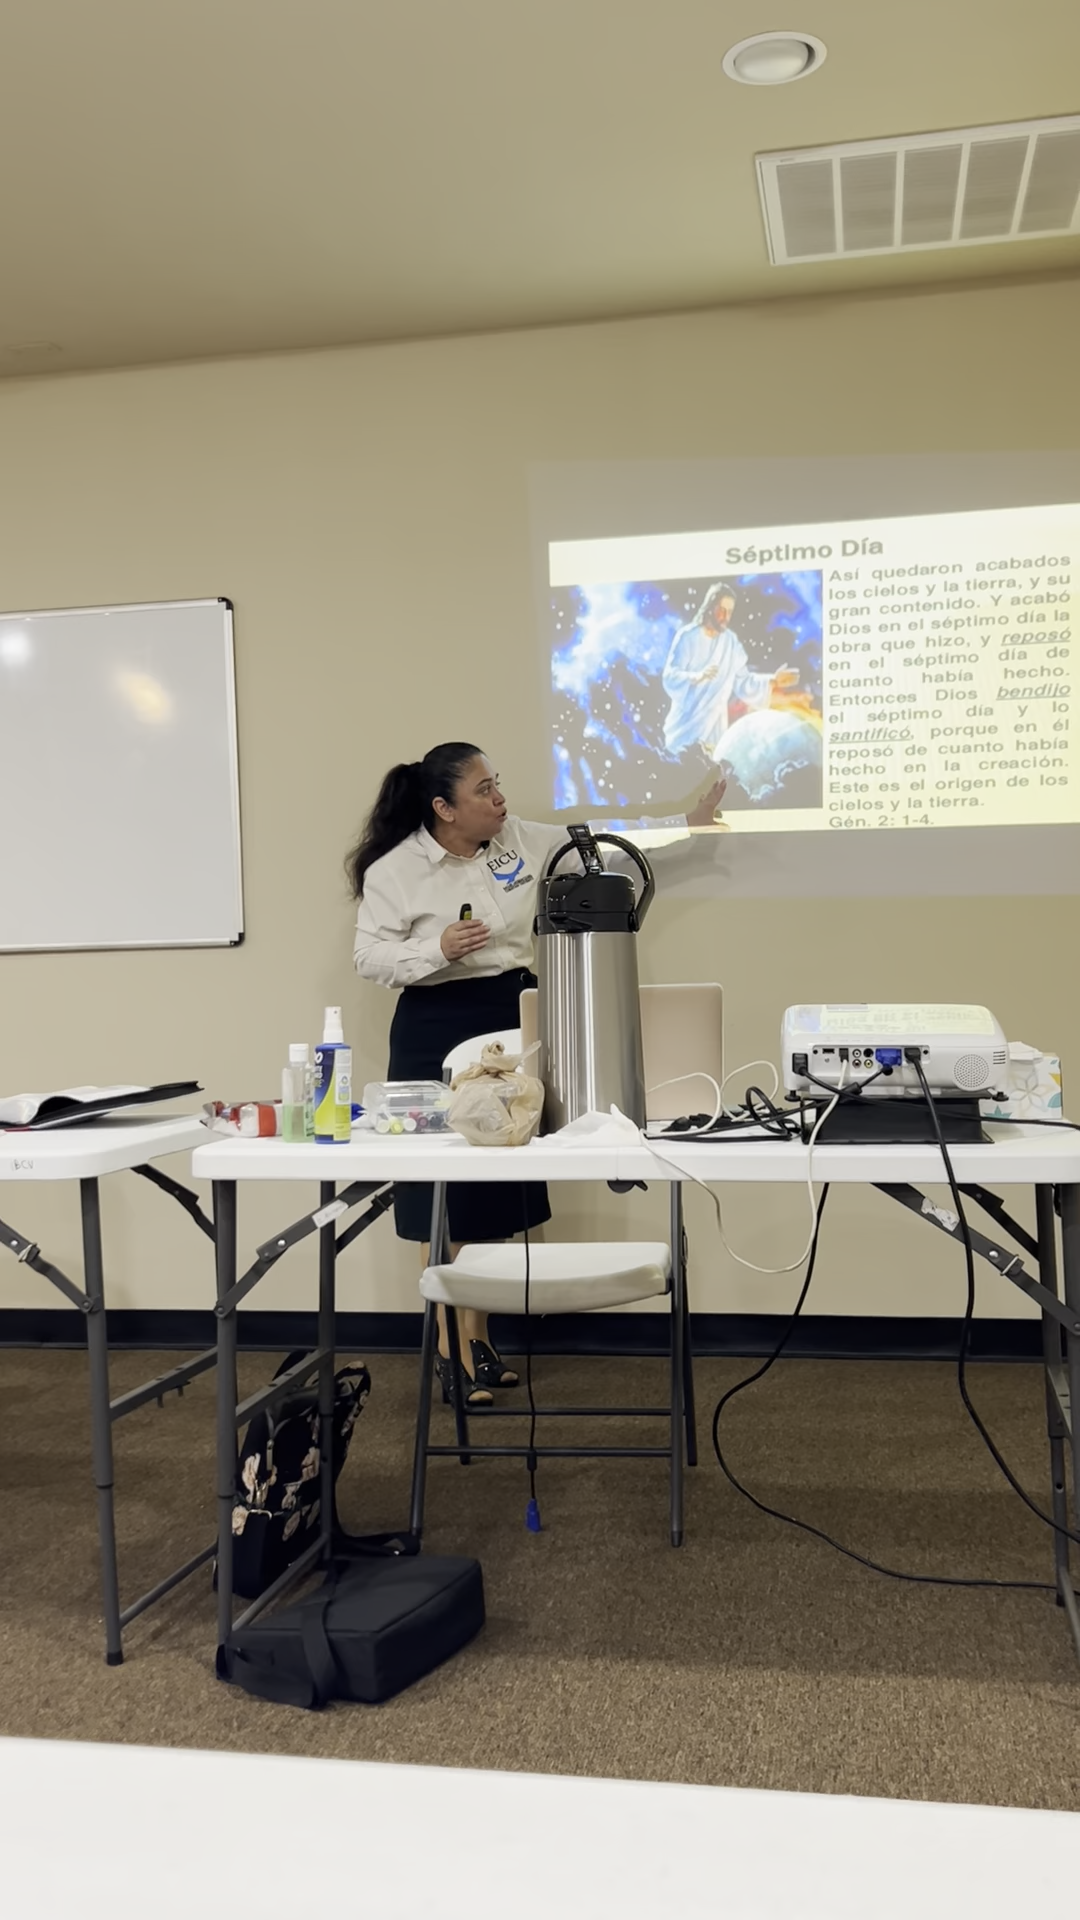 Séptimo Día
Así quedaron acabados
los cielos y la tierra, y su
gran contenido. Y acabó
Dios en el séptimo día la
obra que hizo, y reposó
en el séptimo día de
cuanto había hecho.
Entonces Dios bendijo
el séptimo día y lo
santificó, porque en él
reposó de cuanto había
hecho en la creación.
Este es el origen de los
cielos y la tierra.
Gén. 2: 1-4.
EICU
IBCV